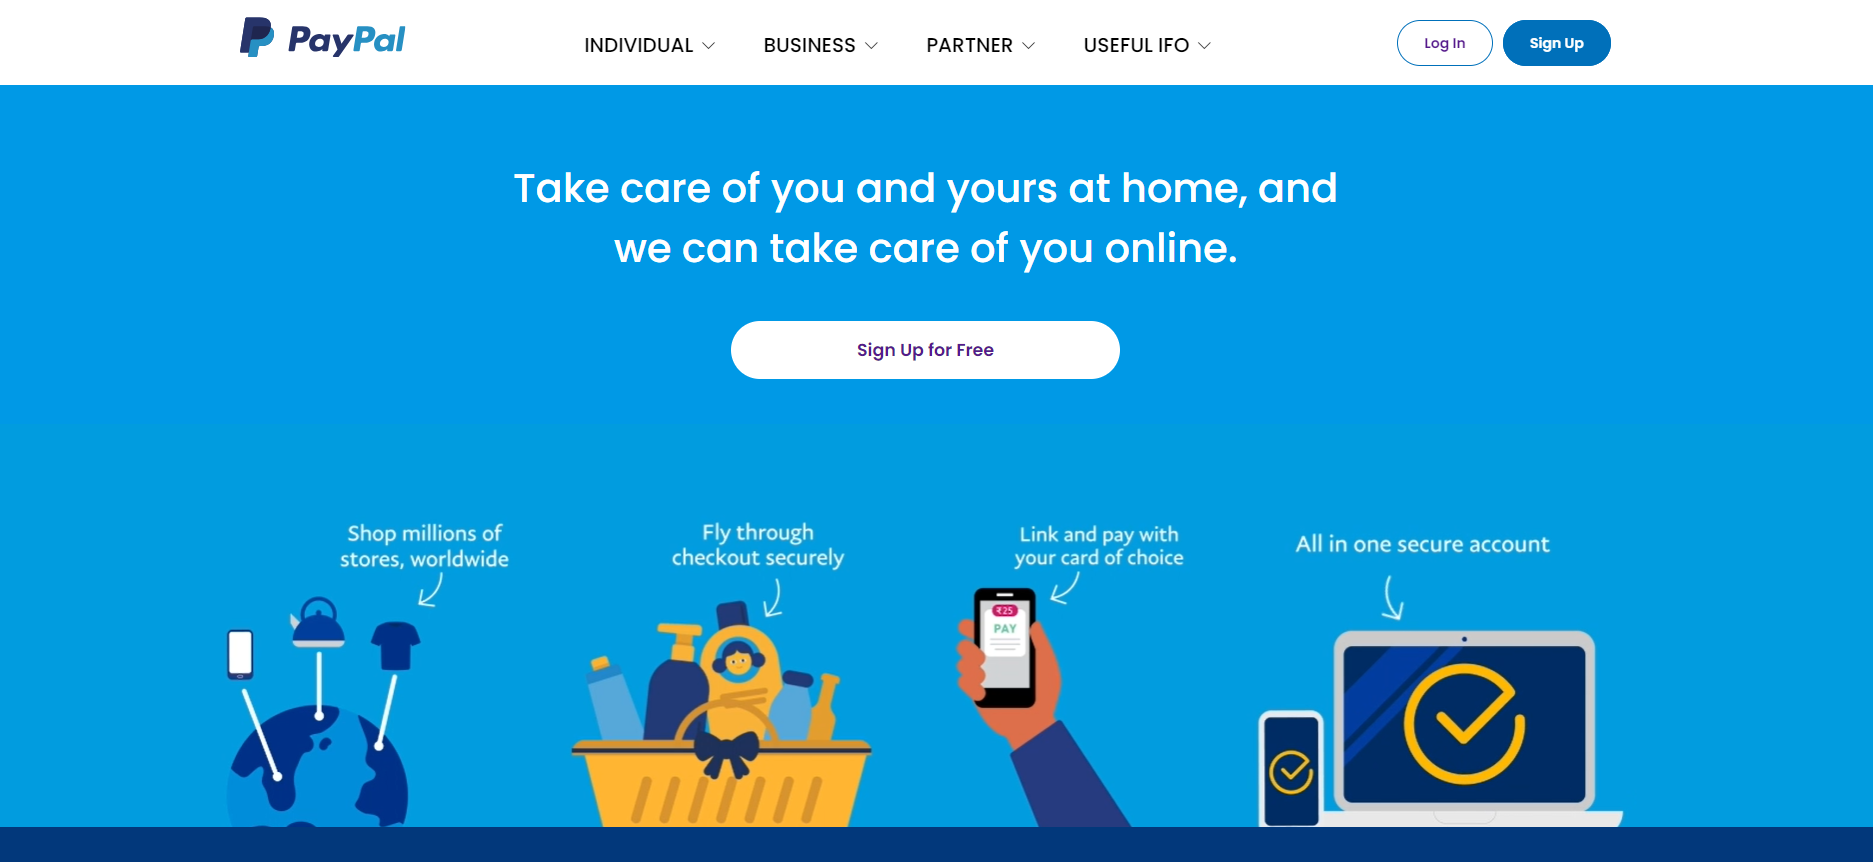 PayPal
INDIVIDUAL
BUSINESS
PARTNER
USEFUL IFO
Log In
Sign Up
Take care of you and yours at home, and
we can take care of you online.
Sign Up for Free
Shop millions of
stores, worldwide
Fly through
checkout securely
Link and pay with
your card of choice
All in one secure account
₹25
PAY